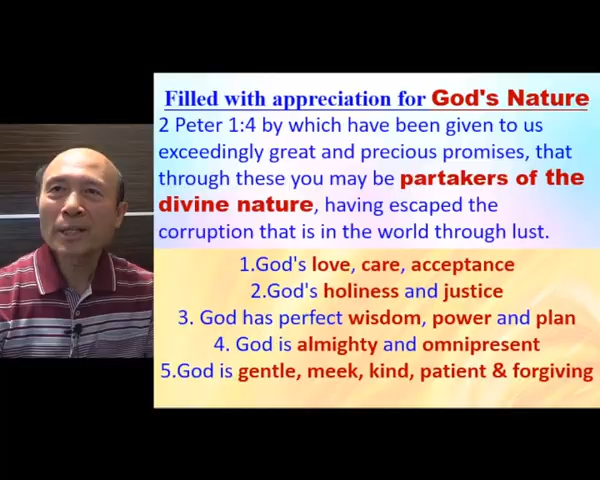 Filled with appreciation for God's Nature
2 Peter 1:4 by which have been given to us
exceedingly great and precious promises, that
through these you may be partakers of the
divine nature, having escaped the
corruption that is in the world through lust.
1.God's love, care, acceptance
2.God's holiness and justice
3. God has perfect wisdom, power and plan
4. God is almighty and omnipresent
5.God is gentle, meek, kind, patient & forgiving